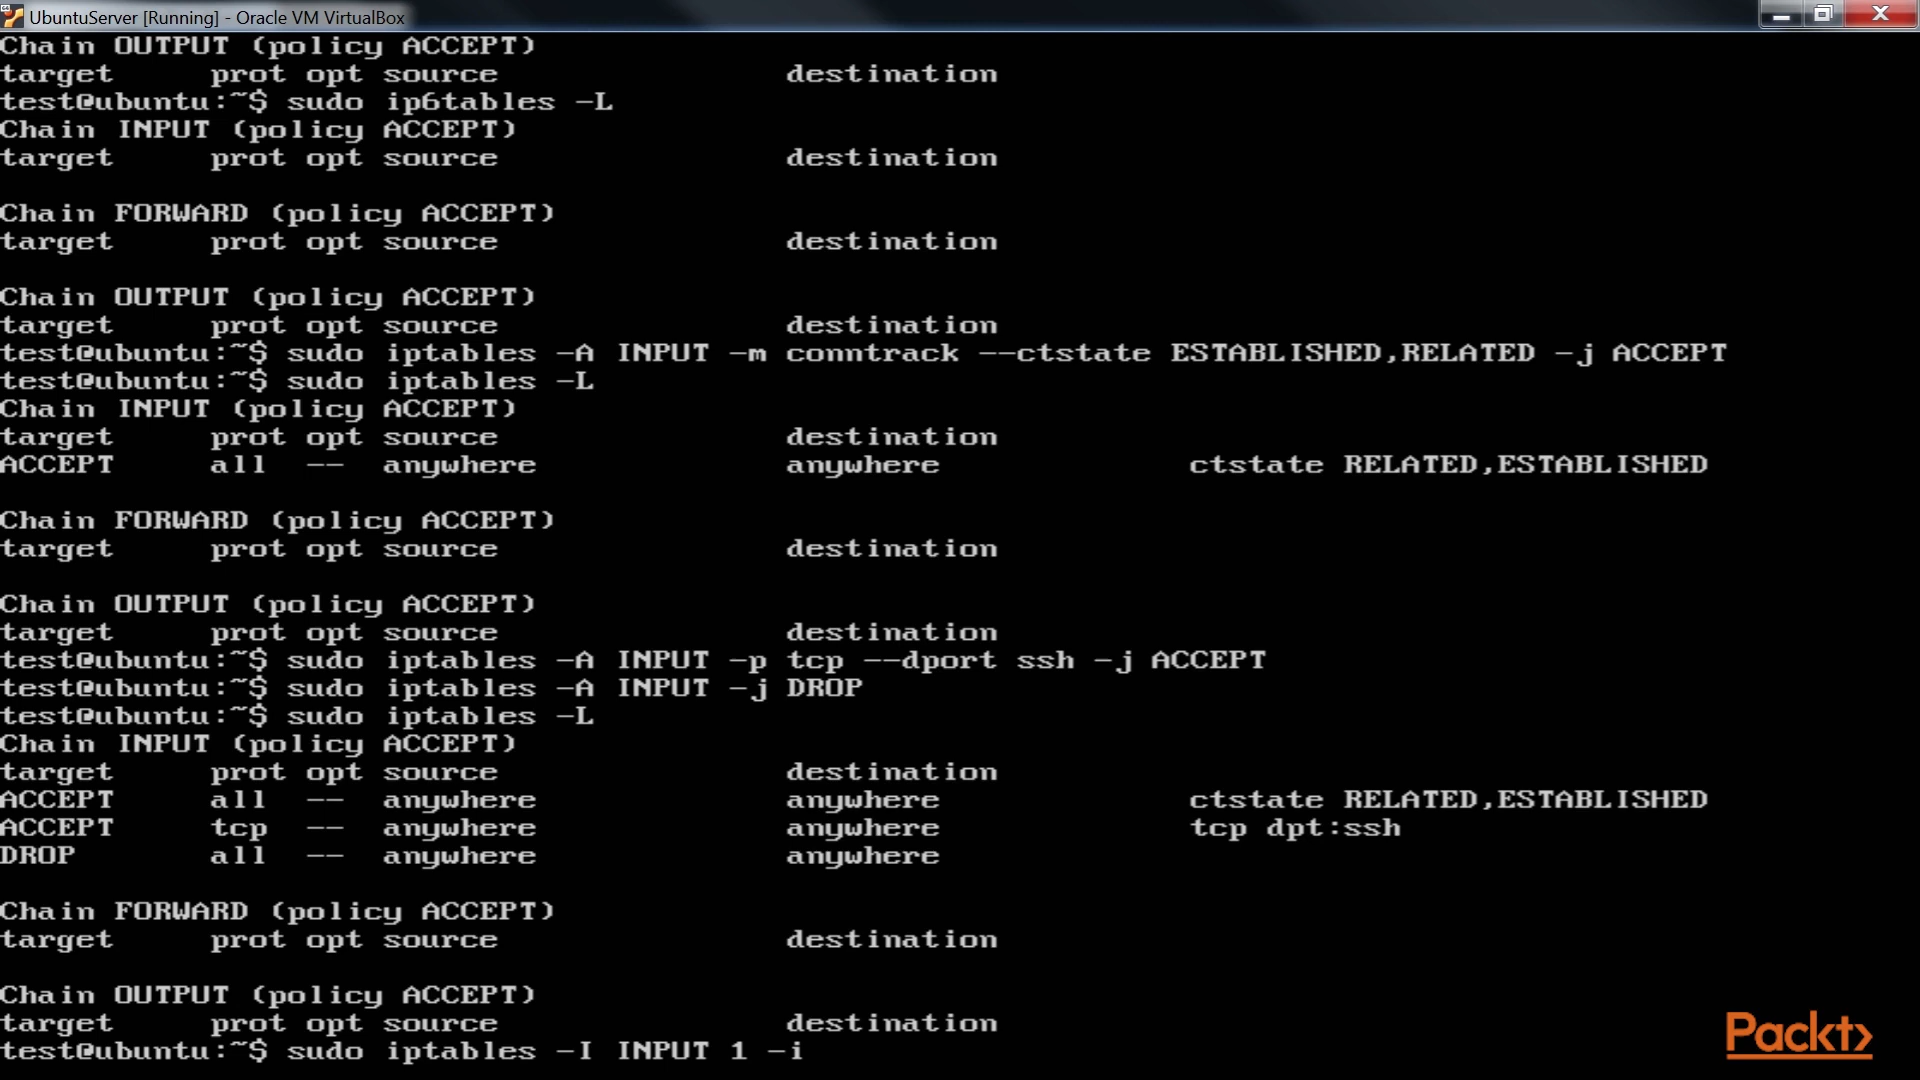 UbuntuServer [Running] - Oracle VM VirtualBox
Chain OUTPUT (policy ACCEPT)
target     prot opt source               destination
test@ubuntu:~$ sudo ip6tables -L
Chain INPUT (policy ACCEPT)
target     prot opt source               destination
Chain FORWARD (policy ACCEPT)
target     prot opt source               destination
Chain OUTPUT (policy ACCEPT)
target     prot opt source               destination
test@ubuntu:~$ sudo iptables -A INPUT -m conntrack --ctstate ESTABLISHED,RELATED -j ACCEPT
test@ubuntu:~$ sudo iptables -L
Chain INPUT (policy ACCEPT)
target     prot opt source               destination
ACCEPT     all  --  anywhere             anywhere             ctstate RELATED,ESTABLISHED
Chain FORWARD (policy ACCEPT)
target     prot opt source               destination
Chain OUTPUT (policy ACCEPT)
target     prot opt source               destination
test@ubuntu:~$ sudo iptables -A INPUT -p tcp --dport ssh -j ACCEPT
test@ubuntu:~$ sudo iptables -A INPUT -j DROP
test@ubuntu:~$ sudo iptables -L
Chain INPUT (policy ACCEPT)
target     prot opt source               destination
ACCEPT     all  --  anywhere             anywhere             ctstate RELATED,ESTABLISHED
ACCEPT     tcp  --  anywhere             anywhere             tcp dpt:ssh
DROP       all  --  anywhere             anywhere
Chain FORWARD (policy ACCEPT)
target     prot opt source               destination
Chain OUTPUT (policy ACCEPT)
target     prot opt source               destination
test@ubuntu:~$ sudo iptables -I INPUT 1 -i
Packt>